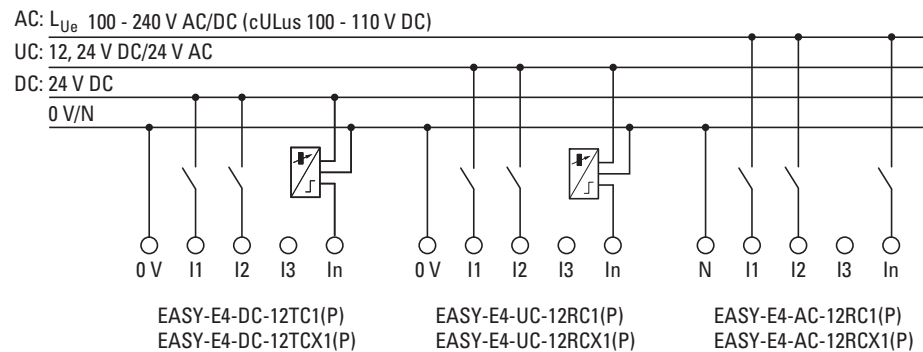 AC: LUe 100 - 240 V AC/DC (cULus 100 - 110 V DC)
UC: 12, 24 V DC/24 V AC
DC: 24 V DC
0 V/N
0 V I1 I2 I3 In 0 V I1 I2 I3 In N I1 I2 I3 In
EASY-E4-DC-12TC1(P) EASY-E4-UC-12RC1(P) EASY-E4-AC-12RC1(P)
EASY-E4-DC-12TCX1(P) EASY-E4-UC-12RCX1(P) EASY-E4-AC-12RCX1(P)